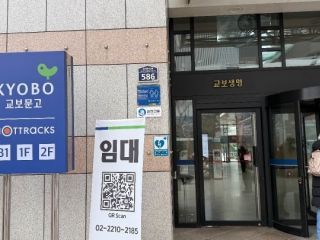 KYOBO
교보문고
HOTTRACKS
B1 1F 2F
586
임대
QR Scan
02-2210-2185
교보생명